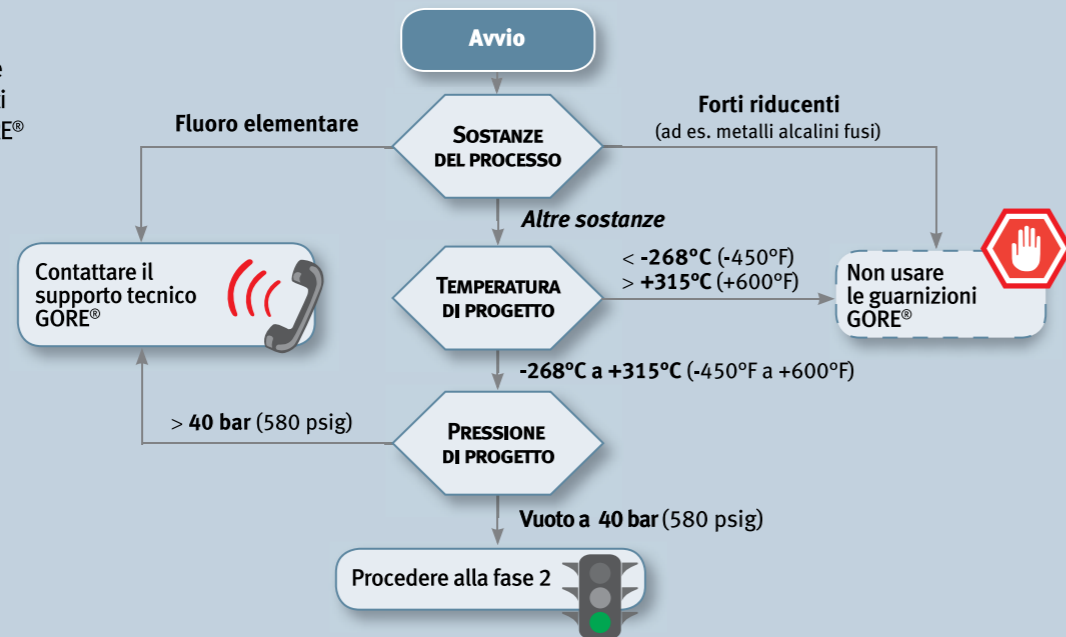 Avvio
e
ti
E®
Fluoro elementare
SOSTANZE
DEL PROCESSO
Forti riducenti
(ad es. metalli alcalini fusi)
Altre sostanze
Contattare il
supporto tecnico
GORE®
TEMPERATURA
DI PROGETTO
< -268°C (-450°F)
> +315°C (+600°F)
Non usare
le guarnizioni
GORE®
-268°C a +315°C (-450°F a +600°F)
> 40 bar (580 psig)
PRESSIONE
DI PROGETTO
Vuoto a 40 bar (580 psig)
Procedere alla fase 2